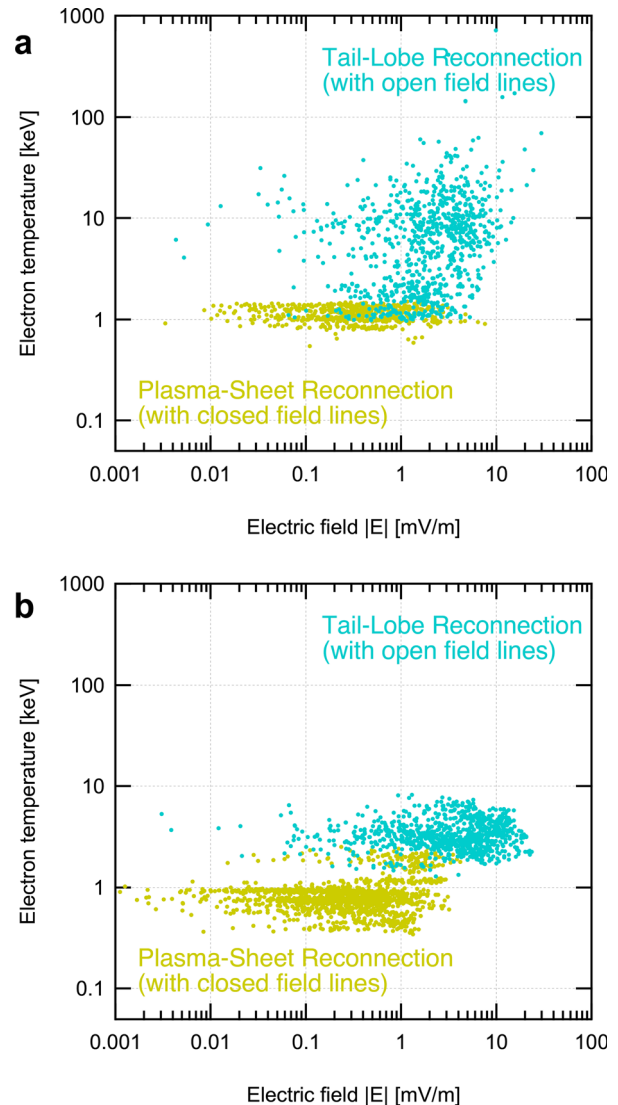 a
1000
Tail-Lobe Reconnection
(with open field lines)
100
Electron temperature [keV]
10
1
Plasma-Sheet Reconnection
(with closed field lines)
0.1
0.001 0.01 0.1 1 10 100
Electric field |E| [mV/m]
b
1000
Tail-Lobe Reconnection
(with open field lines)
100
Electron temperature [keV]
10
1
Plasma-Sheet Reconnection
(with closed field lines)
0.1
0.001 0.01 0.1 1 10 100
Electric field |E| [mV/m]